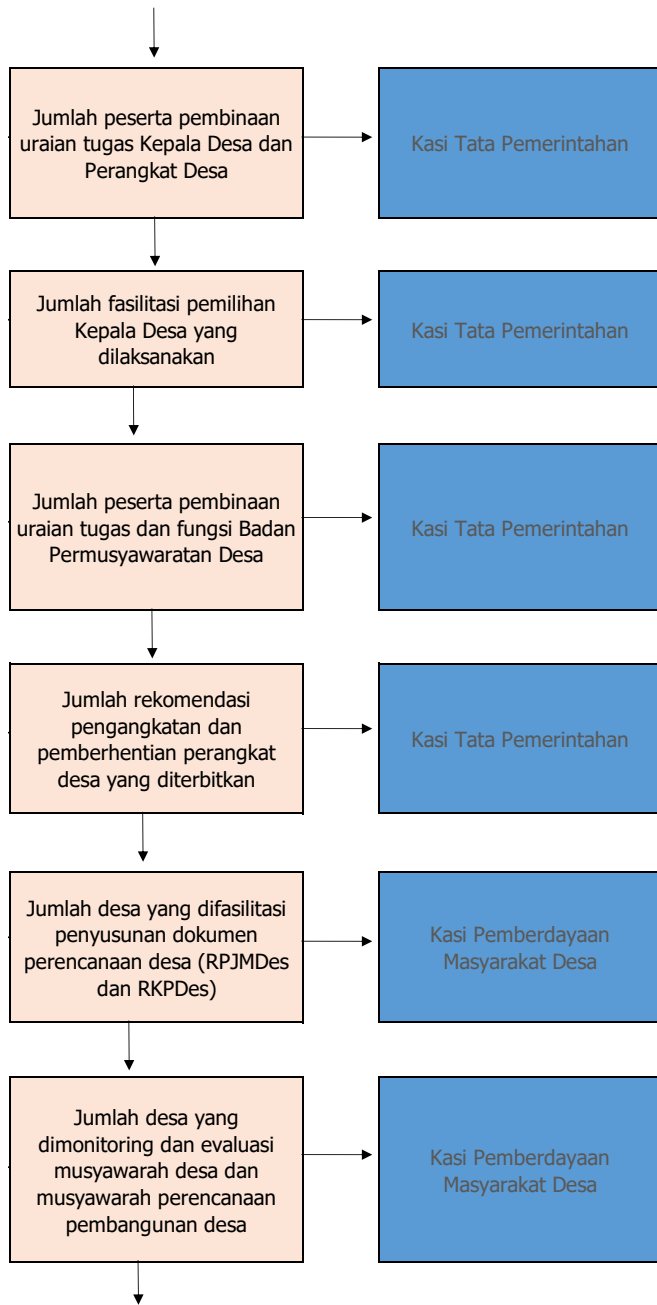 Jumlah peserta pembinaan
uraian tugas Kepala Desa dan
Perangkat Desa
Kasi Tata Pemerintahan
Jumlah fasilitasi pemilihan
Kepala Desa yang
dilaksanakan
Kasi Tata Pemerintahan
Jumlah peserta pembinaan
uraian tugas dan fungsi Badan
Permusyawaratan Desa
Kasi Tata Pemerintahan
Jumlah rekomendasi
pengangkatan dan
pemberhentian perangkat
desa yang diterbitkan
Kasi Tata Pemerintahan
Jumlah desa yang difasilitasi
penyusunan dokumen
perencanaan desa (RPJMDes
dan RKPDes)
Kasi Pemberdayaan
Masyarakat Desa
Jumlah desa yang
dimonitoring dan evaluasi
musyawarah desa dan
musyawarah perencanaan
pembangunan desa
Kasi Pemberdayaan
Masyarakat Desa